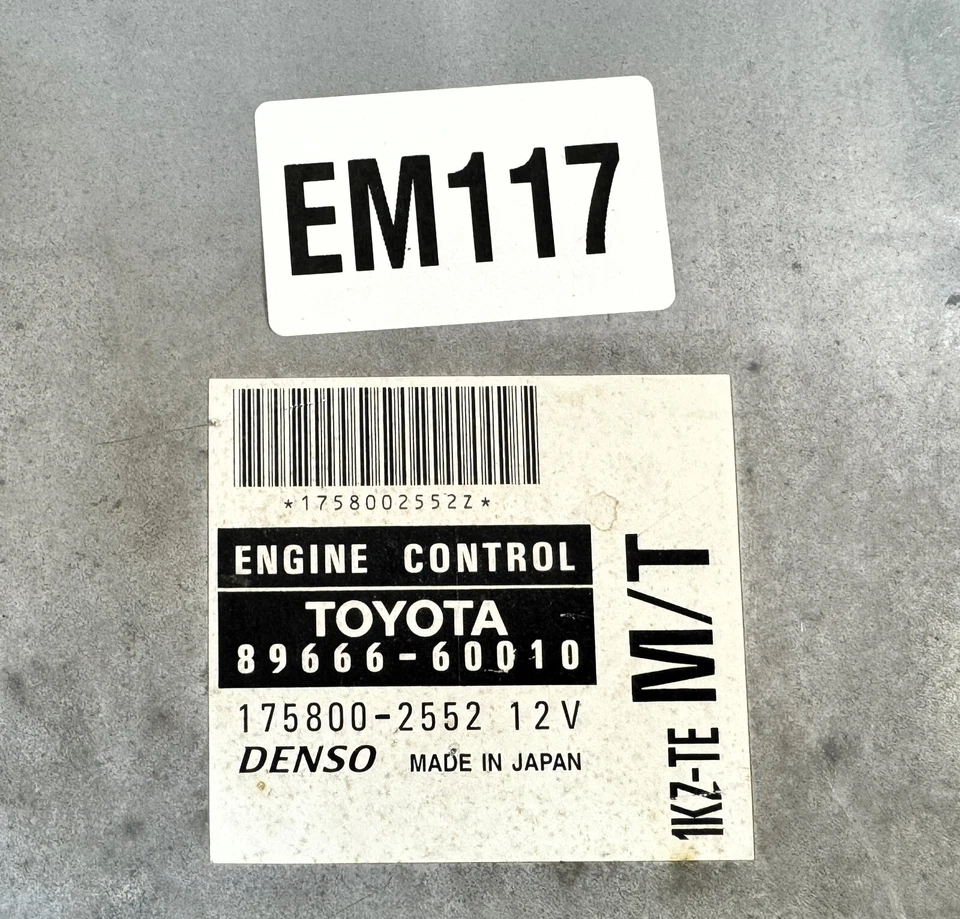 EM117
*1758002552Z*
ENGINE CONTROL
TOYOTA
89666-60010
175800-2552 12V
DENSO MADE IN JAPAN
1KZ-TE M/T